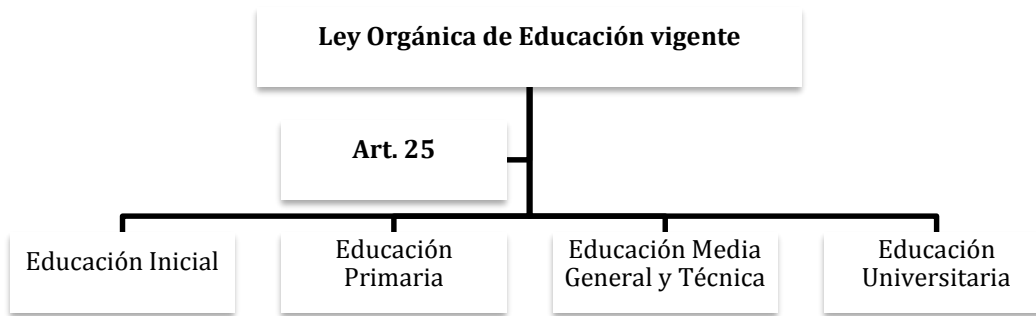 Ley Orgánica de Educación vigente
Art. 25
Educación Inicial
Educación
Primaria
Educación Media
General y Técnica
Educación
Universitaria